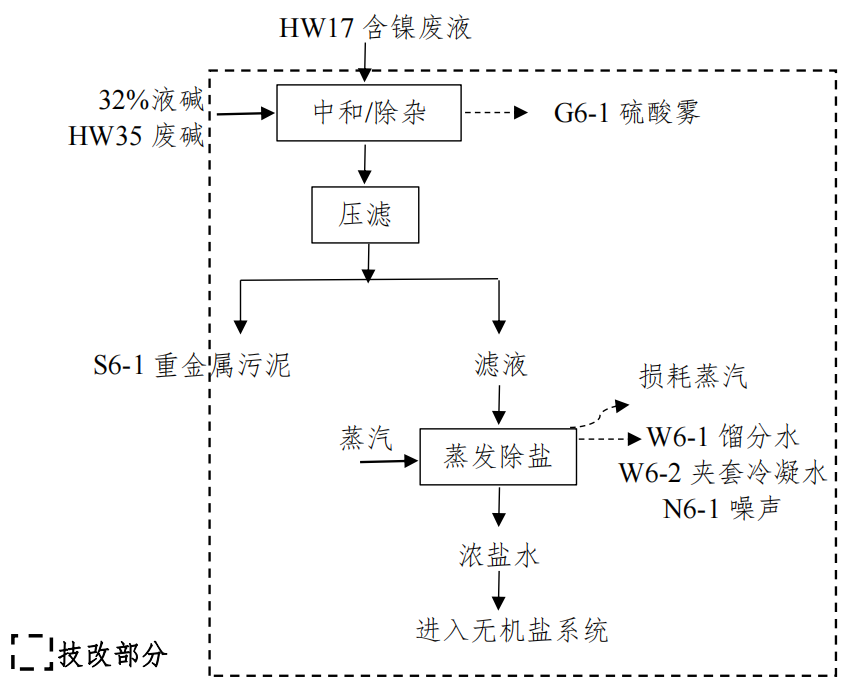 HW17 含镍废液
32%液碱
HW35 废碱
中和/除杂
G6-1 硫酸雾
压滤
S6-1 重金属污泥
滤液
损耗蒸汽
蒸汽
蒸发除盐
W6-1 馏分水
W6-2 夹套冷凝水
N6-1 噪声
浓盐水
进入无机盐系统
技改部分